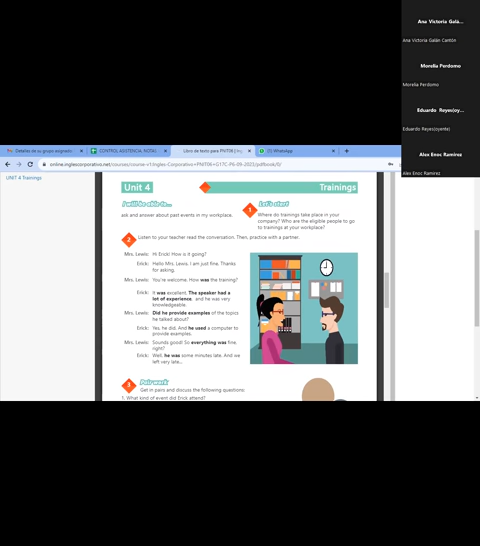 Ana Victoria Galá...
Ana Victoria Galán Cantón
Morelia Perdomo
Morelia Perdomo
Eduardo Reyes(oy...
Eduardo Reyes(oyente)
Alex Enoc Ramirez
Alex Enoc Ramirez
Detalles de su grupo asignado
CONTROL ASISTENCIA, NOTAS
Libro de texto para PNIT06 | Ing
(1) WhatsApp
online.inglescorporativo.net/courses/course-v1:Ingles-Corporativo+PNIT06+G17C-P6-09-2023/pdfbook/0/
UNIT 4 Trainings
Unit 4
Trainings
I will be able to...
ask and answer about past events in my workplace.
1
Let's start
Where do trainings take place in your
company? Who are the eligible people to go
to trainings at your workplace?
2
Listen to your teacher read the conversation. Then, practice with a partner.
Mrs. Lewis: Hi Erick! How is it going?
Erick: Hello Mrs. Lewis. I am just fine. Thanks
for asking.
Mrs. Lewis: You're welcome. How was the training?
Erick: It was excellent. The speaker had a
lot of experience, and he was very
knowledgeable.
Mrs. Lewis: Did he provide examples of the topics
he talked about?
Erick: Yes, he did. And he used a computer to
provide examples.
Mrs. Lewis: Sounds good! So everything was fine,
right?
Erick: Well, he was some minutes late. And we
left very late...
3
Pair work
Get in pairs and discuss the following questions:
1. What kind of event did Erick attend?